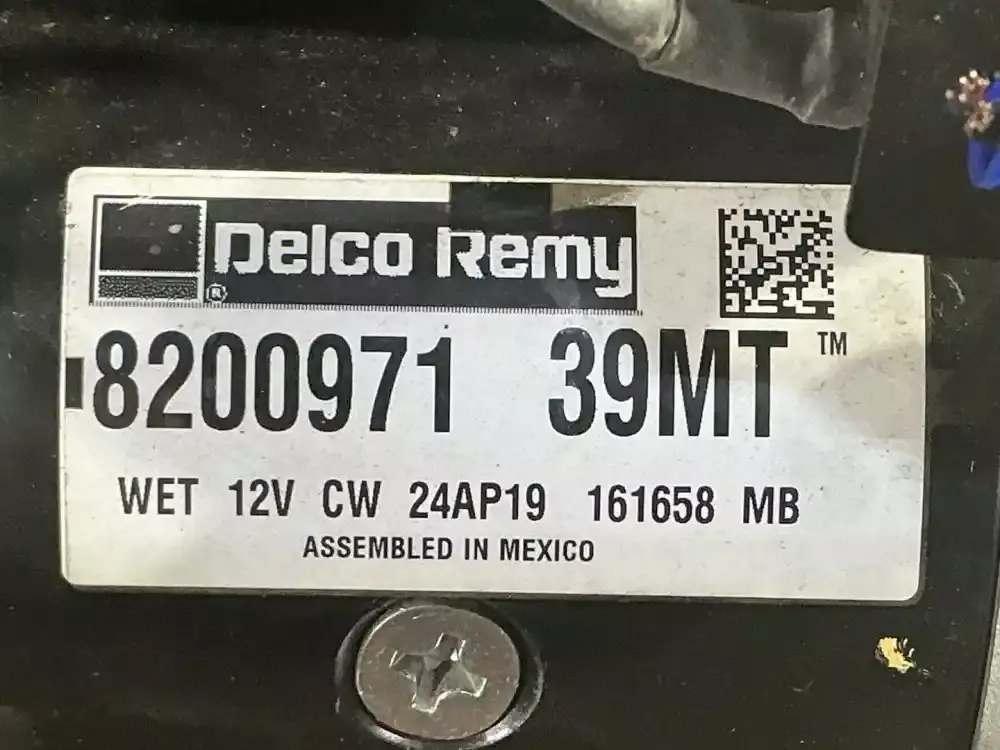 Delco Remy
®
8200971 39MT™
WET 12V CW 24AP19 161658 MB
ASSEMBLED IN MEXICO